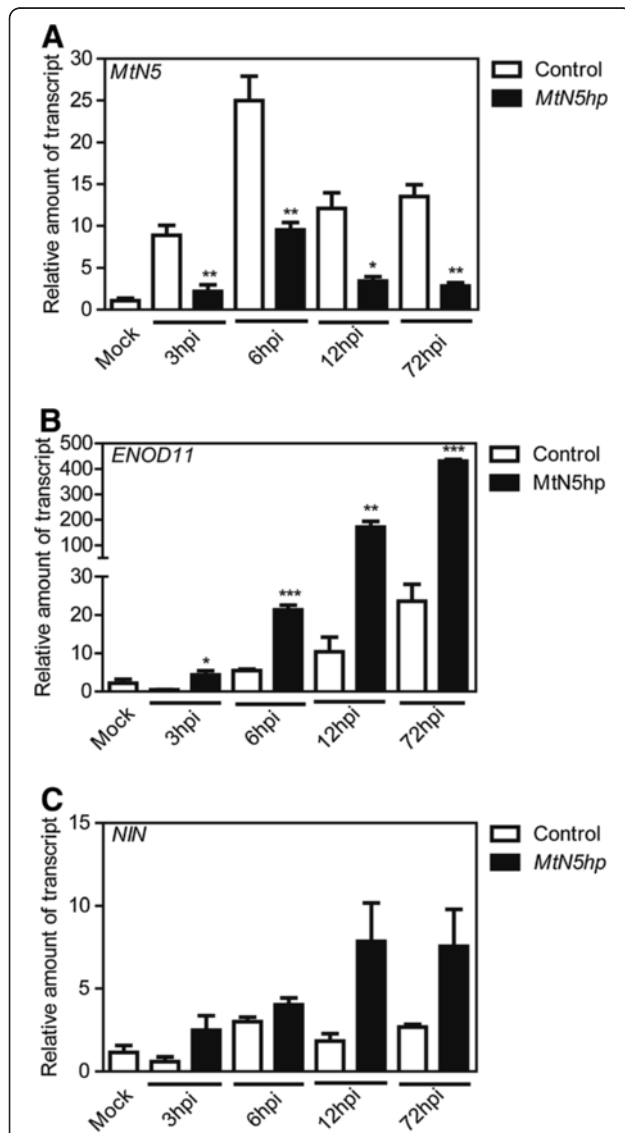 A
MtN5
Control
MtN5hp
Relative amount of transcript
30
25
20
15
10
5
0
**
**
*
**
Mock
3hpi
6hpi
12hpi
72hpi
B
ENOD11
Control
MtN5hp
Relative amount of transcript
500
400
300
200
100
30
20
10
0
*
***
**
***
Mock
3hpi
6hpi
12hpi
72hpi
C
NIN
Control
MtN5hp
Relative amount of transcript
15
10
5
0
Mock
3hpi
6hpi
12hpi
72hpi